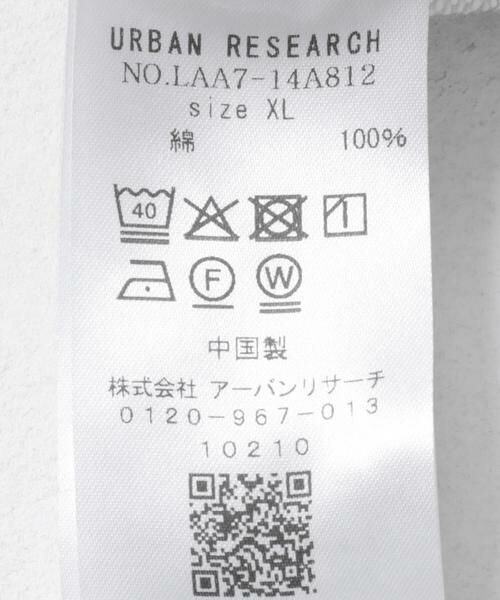 URBAN RESEARCH
NO.LAA7-14A812
size XL
綿 100%
40
F W
中国製
株式会社 アーバンリサーチ
0120-967-013
10210